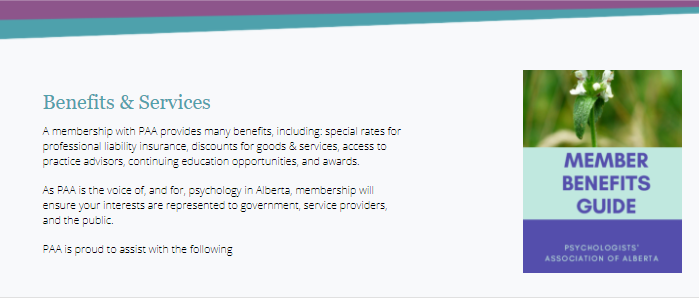 Benefits & Services
A membership with PAA provides many benefits, including: special rates for
professional liability insurance, discounts for goods & services, access to
practice advisors, continuing education opportunities, and awards.
As PAA is the voice of, and for, psychology in Alberta, membership will
ensure your interests are represented to government, service providers,
and the public.
PAA is proud to assist with the following
MEMBER
BENEFITS
GUIDE
PSYCHOLOGISTS'
ASSOCIATION OF ALBERTA